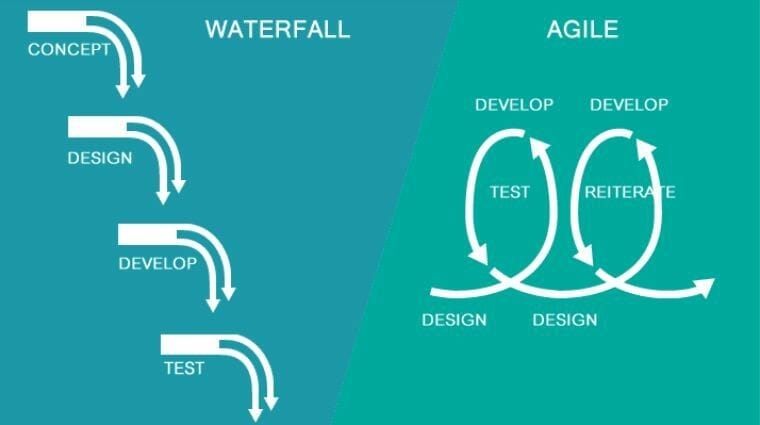 WATERFALL
CONCEPT
DESIGN
DEVELOP
TEST
AGILE
DEVELOP DEVELOP
TEST REITERATE
DESIGN DESIGN